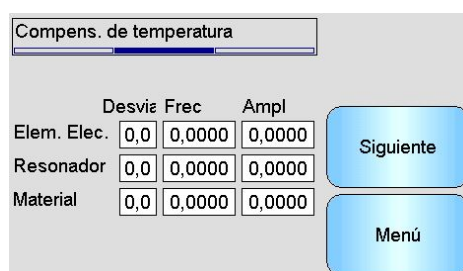 Compens. de temperatura
Desvia Frec Ampl
Elem. Elec. 0,0 0,0000 0,0000
Resonador 0,0 0,0000 0,0000
Material 0,0 0,0000 0,0000
Siguiente
Menú